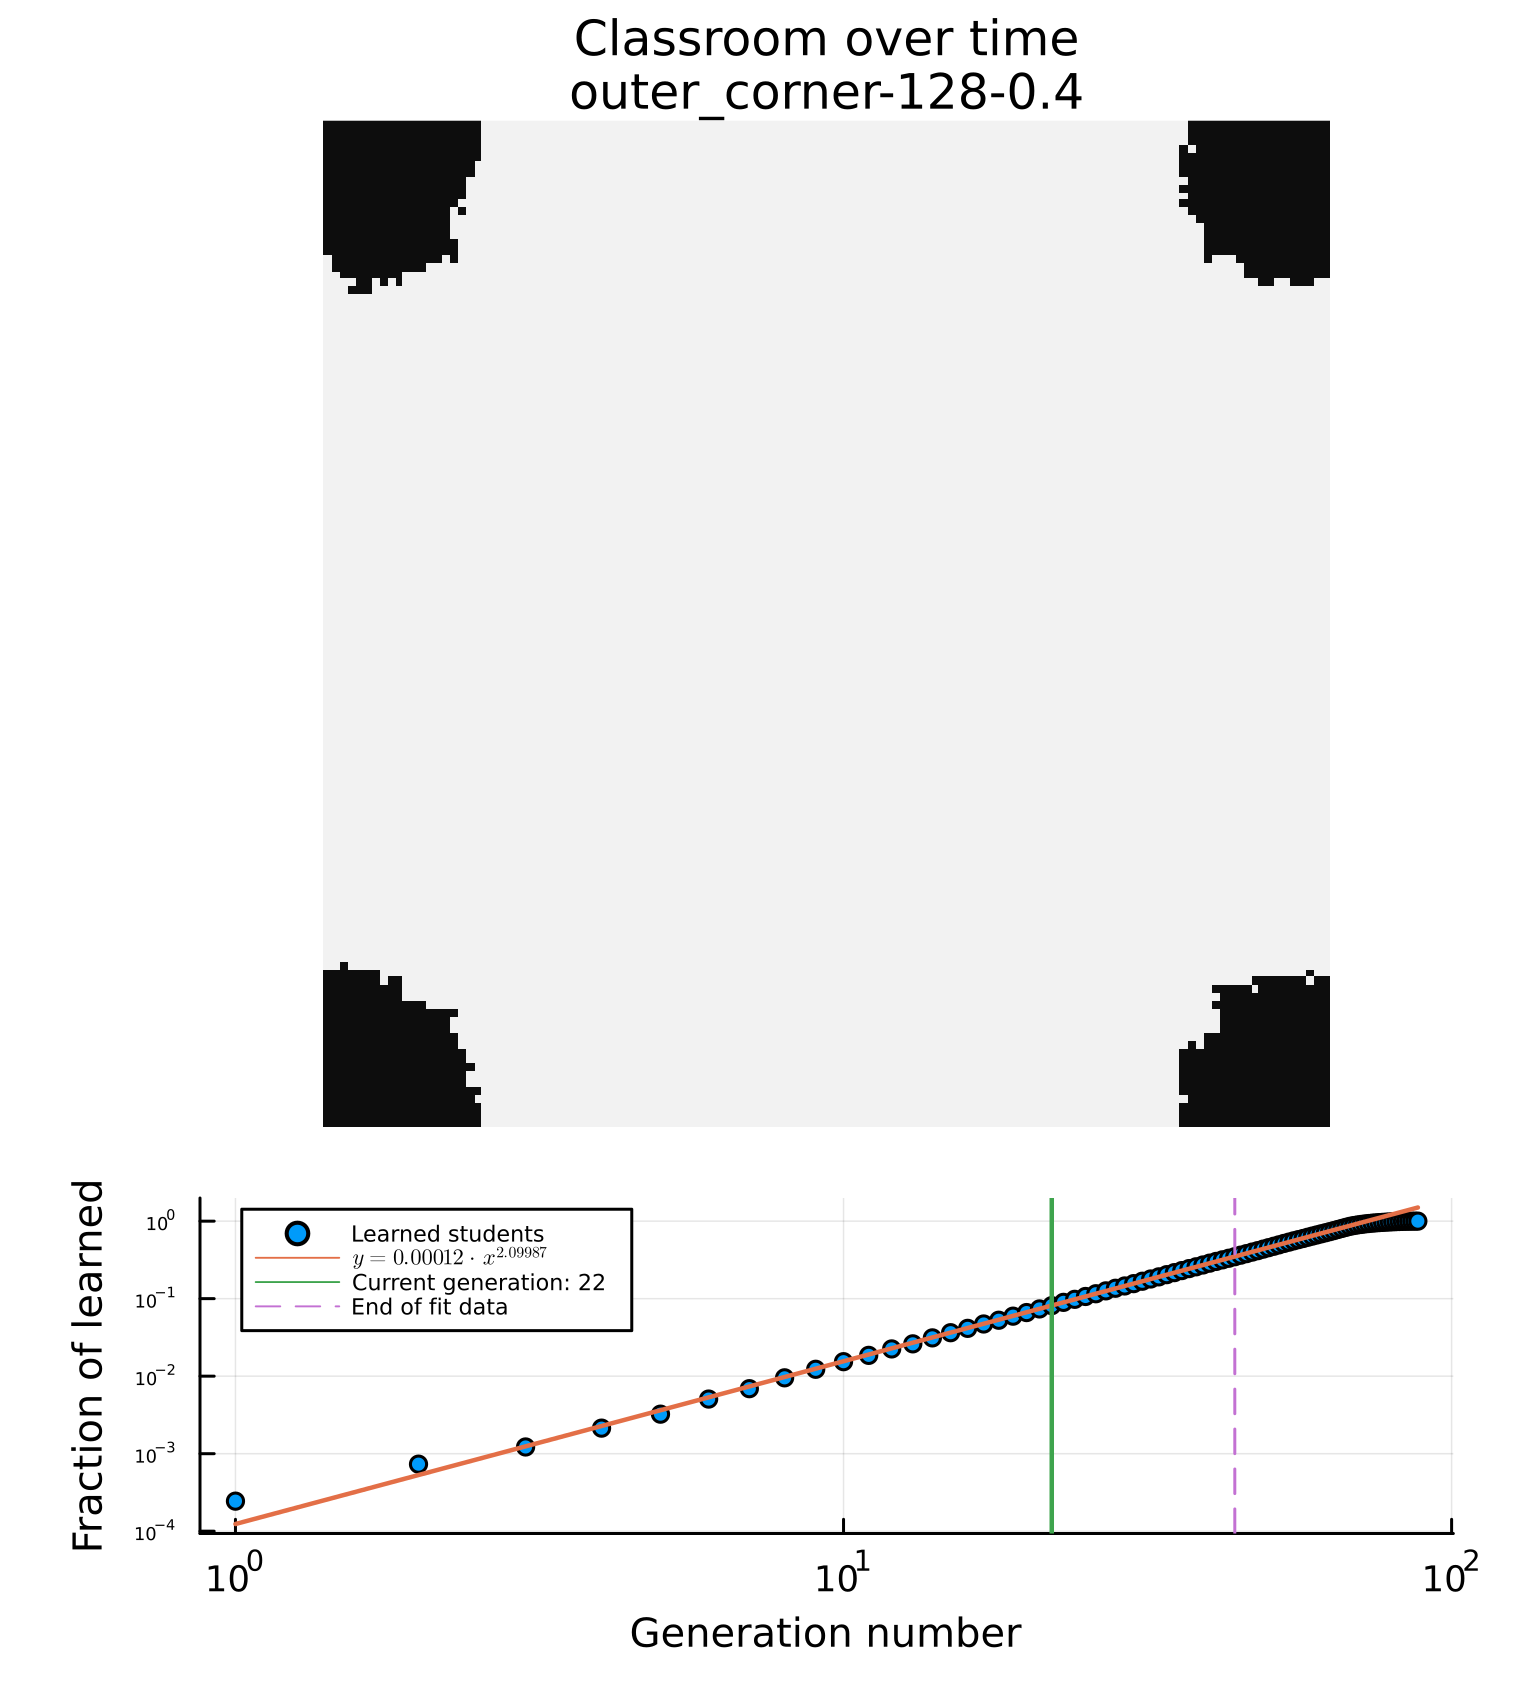 Classroom over time
outer_corner-128-0.4
Fraction of learned
10^0
10^-1
10^-2
10^-3
10^-4
Learned students
y = 0.00012 · x^2.09987
Current generation: 22
End of fit data
10^0
10^1
10^2
Generation number